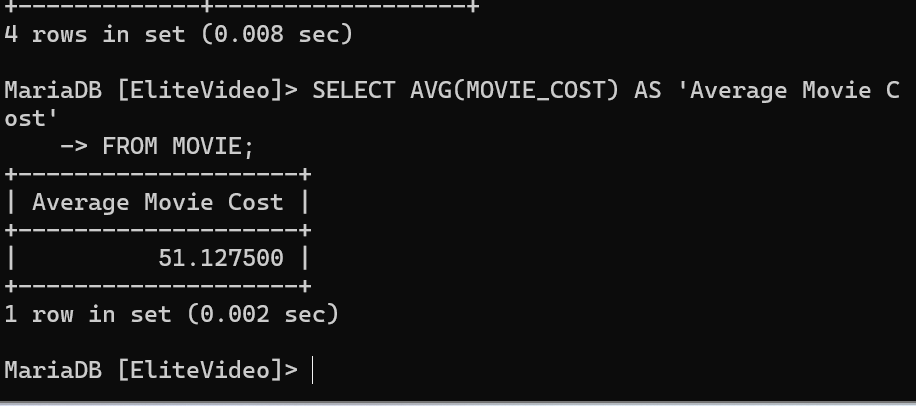 +-------------+------------------+
4 rows in set (0.008 sec)
MariaDB [EliteVideo]> SELECT AVG(MOVIE_COST) AS 'Average Movie C
ost'
    -> FROM MOVIE;
+--------------------+
| Average Movie Cost |
+--------------------+
|          51.127500 |
+--------------------+
1 row in set (0.002 sec)
MariaDB [EliteVideo]>